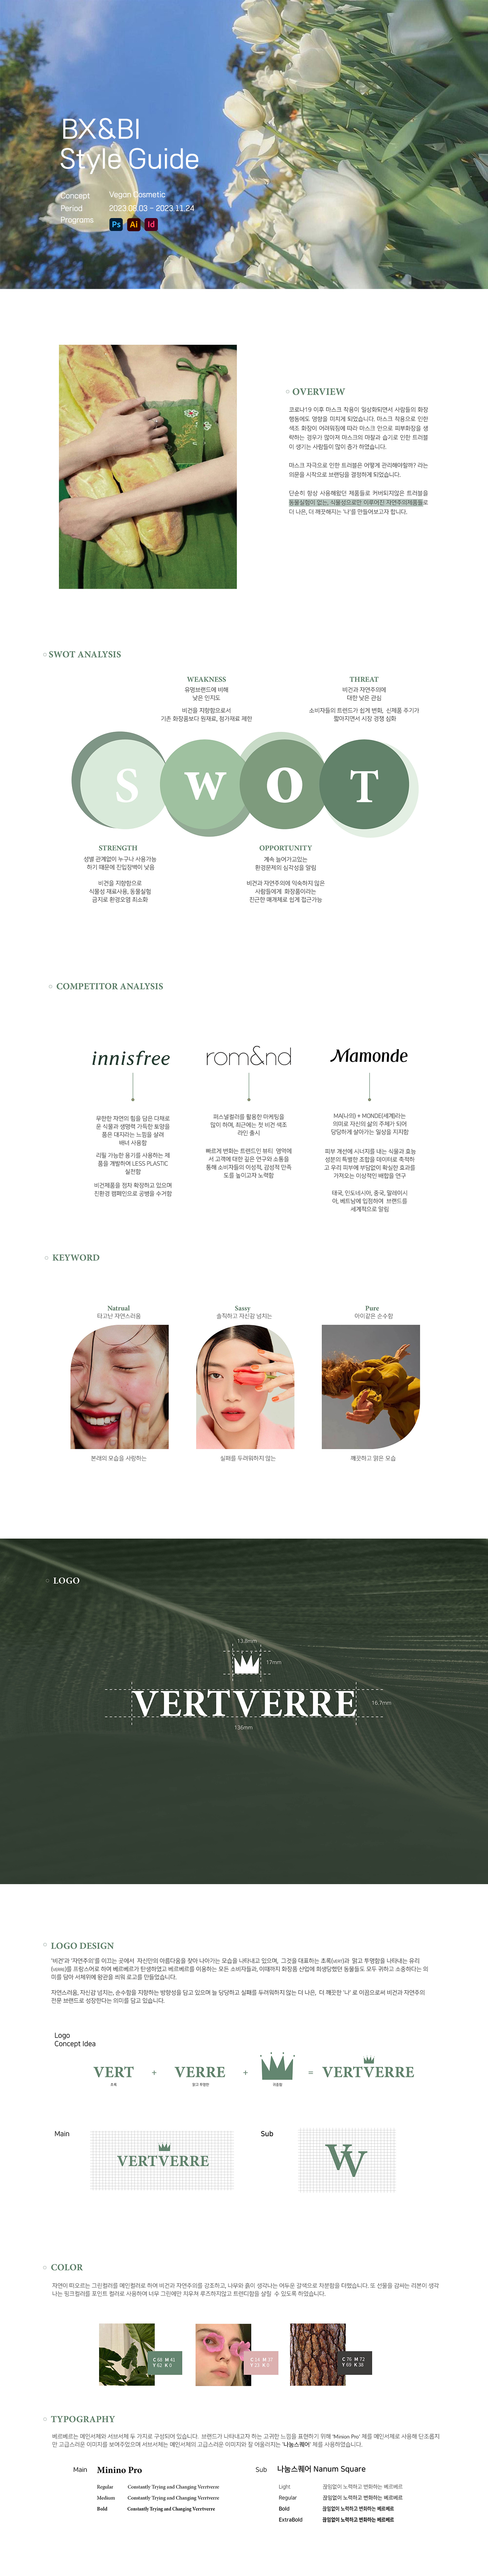 BX&BI
Style Guide
Concept
Vegan Cosmetic
Period
2023.08.03 - 2023.11.24
Programs
Ps
Ai
Id
OVERVIEW
코로나19 이후 마스크 착용이 일상화되면서 사람들의 화장
행동에도 영향을 미치게 되었습니다. 마스크 착용으로 인한
색조 화장이 어려워짐에 따라 마스크 안으로 피부화장을 생
략하는 경우가 많아져 마스크의 마찰과 습기로 인한 트러블
이 생기는 사람들이 많이 증가 하였습니다.
마스크 자극으로 인한 트러블은 어떻게 관리해야할까? 라는
의문을 시작으로 브랜딩을 결정하게 되었습니다.
단순히 항상 사용해왔던 제품들로 커버되지않은 트러블을
동물실험이 없는, 식물성으로만 이루어진 자연주의제품들로
더 나은, 더 깨끗해지는 '나'를 만들어보고자 합니다.
SWOT ANALYSIS
WEAKNESS
유명브랜드에 비해
낮은 인지도
비건을 지향함으로서
기존 화장품보다 원재료, 첨가재료 제한
THREAT
비건과 자연주의에
대한 낮은 관심
소비자들의 트렌드가 쉽게 변화, 신제품 주기가
짧아지면서 시장 경쟁 심화
S
W
O
T
STRENGTH
성별 관계없이 누구나 사용가능
하기 때문에 진입장벽이 낮음
비건을 지향함으로
식물성 재료사용, 동물실험
금지로 환경오염 최소화
OPPORTUNITY
계속 늘어가고있는
환경문제의 심각성을 알림
비건과 자연주의에 익숙하지 않은
사람들에게 화장품이라는
친근한 매개체로 쉽게 접근가능
COMPETITOR ANALYSIS
innisfree
rom&nd
Mamonde
무한한 자연의 힘을 담은 다채로
운 식물과 생명력 가득한 토양을
품은 대지라는 느낌을 살려
배너 사용함
리필 가능한 용기를 사용하는 제
품을 개발하여 LESS PLASTIC
실천함
비건제품을 점차 확장하고 있으며
친환경 캠페인으로 공병을 수거함
퍼스널컬러를 활용한 마케팅을
많이 하며, 최근에는 첫 비건 색조
라인 출시
빠르게 변화는 트렌드인 뷰티 영역에
서 고객에 대한 깊은 연구와 소통을
통해 소비자들의 이성적, 감성적 만족
도를 높이고자 노력함
MA(나의) + MONDE(세계)라는
의미로 자신의 삶의 주체가 되어
당당하게 살아가는 일상을 지지함
피부 개선에 시너지를 내는 식물과 효능
성분의 특별한 조합을 데이터로 축적하
고 우리 피부에 부담없이 확실한 효과를
가져오는 이상적인 배합을 연구
태국, 인도네시아, 중국, 말레이시
아, 베트남에 입점하여 브랜드를
세계적으로 알림
KEYWORD
Natrual
타고난 자연스러움
Sassy
솔직하고 자신감 넘치는
Pure
아이같은 순수함
본래의 모습을 사랑하는
실패를 두려워하지 않는
깨끗하고 맑은 모습
LOGO
13.8mm
17mm
VERTVERRE
16.7mm
136mm
LOGO DESIGN
'비건'과 '자연주의'를 이끄는 곳에서 자신만의 아름다움을 찾아 나아가는 모습을 나타내고 있으며, 그것을 대표하는 초록(VERT)과 맑고 투명함을 나타내는 유리
(VERRE)를 프랑스어로 하여 베르베르가 탄생하였고 베르베르를 이용하는 모든 소비자들과, 이때까지 화장품 산업에 희생당했던 동물들도 모두 귀하고 소중하다는 의
미를 담아 서체위에 왕관을 씌워 로고를 만들었습니다.
자연스러움, 자신감 넘치는, 순수함을 지향하는 방향성을 담고 있으며 늘 당당하고 실패를 두려워하지 않는 더 나은, 더 깨끗한 '나' 로 이끔으로써 비건과 자연주의
전문 브랜드로 성장한다는 의미를 담고 있습니다.
Logo
Concept Idea
VERT + VERRE + = VERTVERRE
초록
맑고 투명한
Main
VERTVERRE
Sub
VV
COLOR
자연이 떠오르는 그린컬러를 메인컬러로 하여 비건과 자연주의를 강조하고, 나무와 흙이 생각나는 어두운 갈색으로 차분함을 더했습니다. 또 선물을 감싸는 리본이 생각
나는 핑크컬러를 포인트 컬러로 사용하여 너무 그린에만 치우쳐 루즈하지않고 트렌디함을 살릴 수 있도록 하였습니다.
C 68 M 41
Y 62 K 0
C 14 M 37
Y 23 K 0
C 76 M 72
Y 69 K 38
TYPOGRAPHY
베르베르는 메인서체와 서브서체 두 가지로 구성되어 있습니다. 브랜드가 나타내고자 하는 고귀한 느낌을 표현하기 위해 'Minion Pro' 체를 메인서체로 사용해 단조롭지
만 고급스러운 이미지를 보여주었으며 서브서체는 메인서체의 고급스러운 이미지와 잘 어울리지는 '나눔스퀘어' 체를 사용하였습니다.
Main
Minino Pro
Regular Constantly Trying and Changing Vertverre
Medium Constantly Trying and Changing Vertverre
Bold Constantly Trying and Changing Vertverre
Sub
나눔스퀘어 Nanum Square
Light 끊임없이 노력하고 변화하는 베르베르
Regular 끊임없이 노력하고 변화하는 베르베르
Bold 끊임없이 노력하고 변화하는 베르베르
ExtraBold 끊임없이 노력하고 변화하는 베르베르